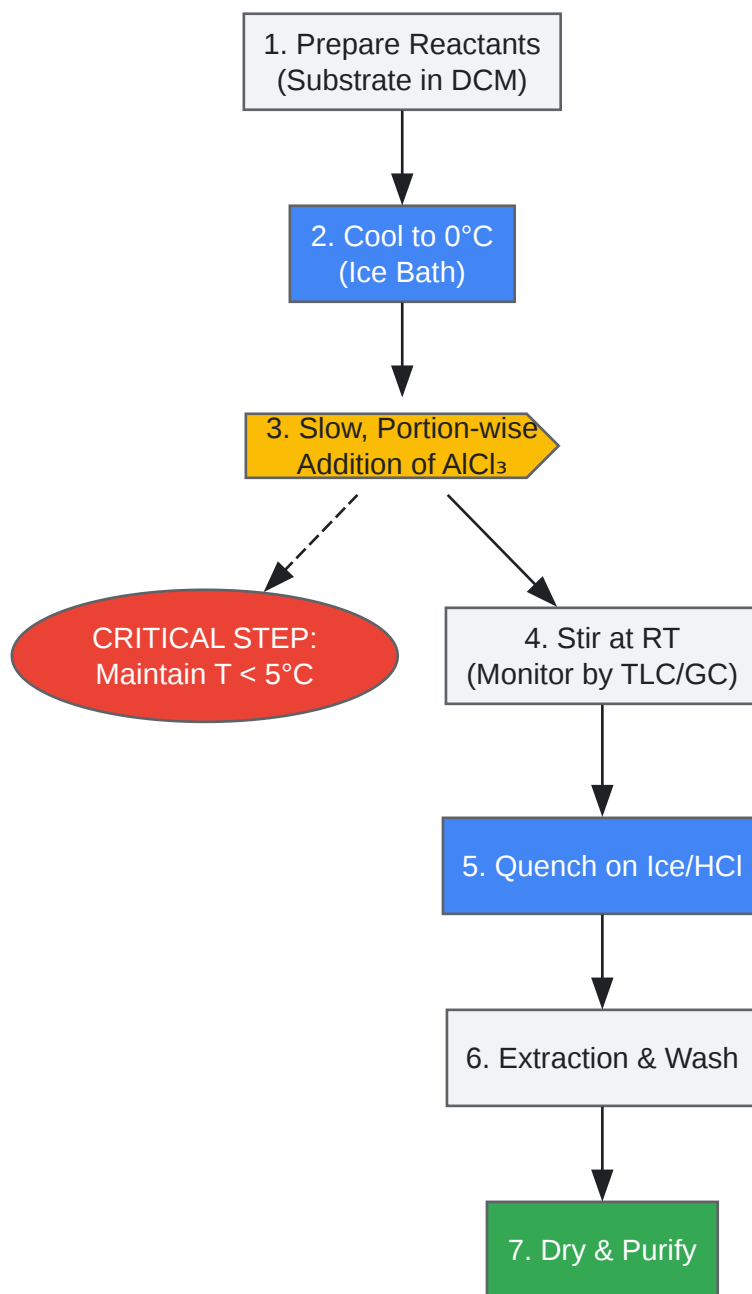 1. Prepare Reactants
(Substrate in DCM)
2. Cool to 0°C
(Ice Bath)
3. Slow, Portion-wise
Addition of AlCl₃
CRITICAL STEP:
Maintain T < 5°C
4. Stir at RT
(Monitor by TLC/GC)
5. Quench on Ice/HCl
6. Extraction & Wash
7. Dry & Purify